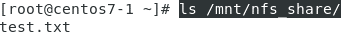 [root@centos7-1 ~]# ls /mnt/nfs_share/
test.txt